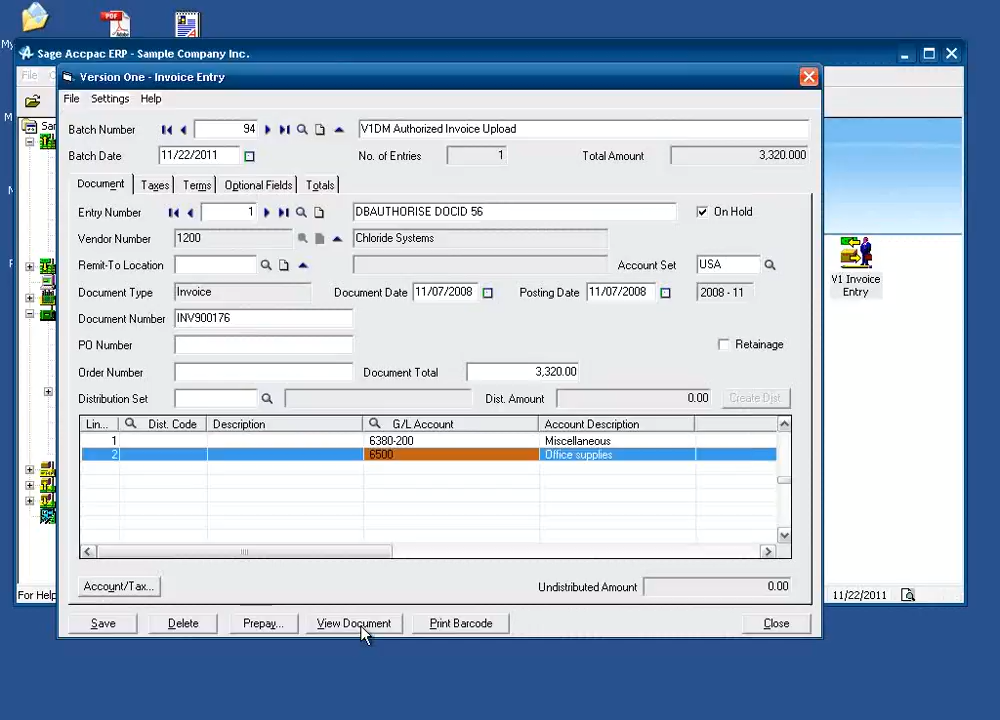 Sage Accpac ERP - Sample Company Inc.
Version One - Invoice Entry
File Settings Help
Batch Number 94 V1DM Authorized Invoice Upload
Batch Date 11/22/2011 No. of Entries 1 Total Amount 3,320.000
Document Taxes Terms Optional Fields Totals
Entry Number 1 DBAUTHORISE DOCID 56 On Hold
Vendor Number 1200 Chloride Systems
Remit-To Location Account Set USA
Document Type Invoice Document Date 11/07/2008 Posting Date 11/07/2008 2008 - 11
Document Number INV900176
PO Number Retainage
Order Number Document Total 3,320.00
Distribution Set Dist. Amount 0.00 Create Dist.
Lin... Dist. Code Description G/L Account Account Description
1 6380-200 Miscellaneous
2 6500 Office supplies
Account/Tax... Undistributed Amount 0.00
Save Delete Prepay... View Document Print Barcode Close
V1 Invoice
Entry
For Help 11/22/2011
File
PDF